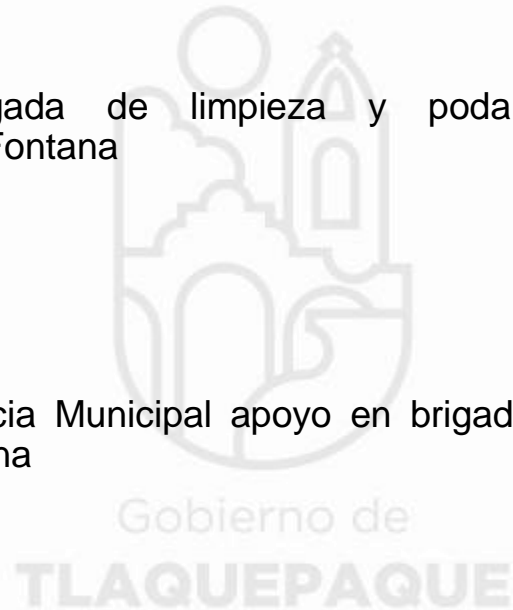 gada de limpieza y poda
Fontana
cia Municipal apoyo en brigad
na
Gobierno de
TLAQUEPAQUE